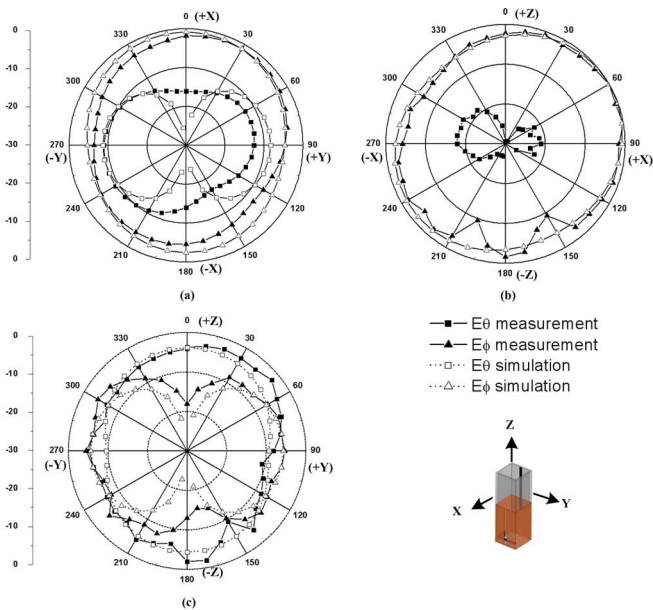 0 (+X)
330 30
300 60
270 90
(-Y) (+Y)
240 120
210 150
180 (-X)
0
-10
-20
-30
-20
-10
0
(a)
0 (+Z)
330 30
300 60
270 90
(-X) (+X)
240 120
210 150
180
(-Z)
(b)
0 (+Z)
330 30
300 60
270 90
(-Y) (+Y)
240 120
210 150
180 (-Z)
0
-10
-20
-30
-20
-10
0
(c)
Eθ measurement
Eϕ measurement
Eθ simulation
Eϕ simulation
Z
X
Y